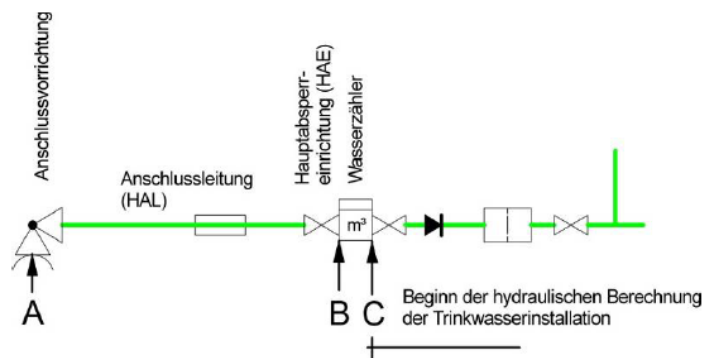 Anschlussvorrichtung
Anschlussleitung
(HAL)
Hauptabsperr-
einrichtung (HAE)
Wasserzähler
m³
A
B
C
Beginn der hydraulischen Berechnung
der Trinkwasserinstallation